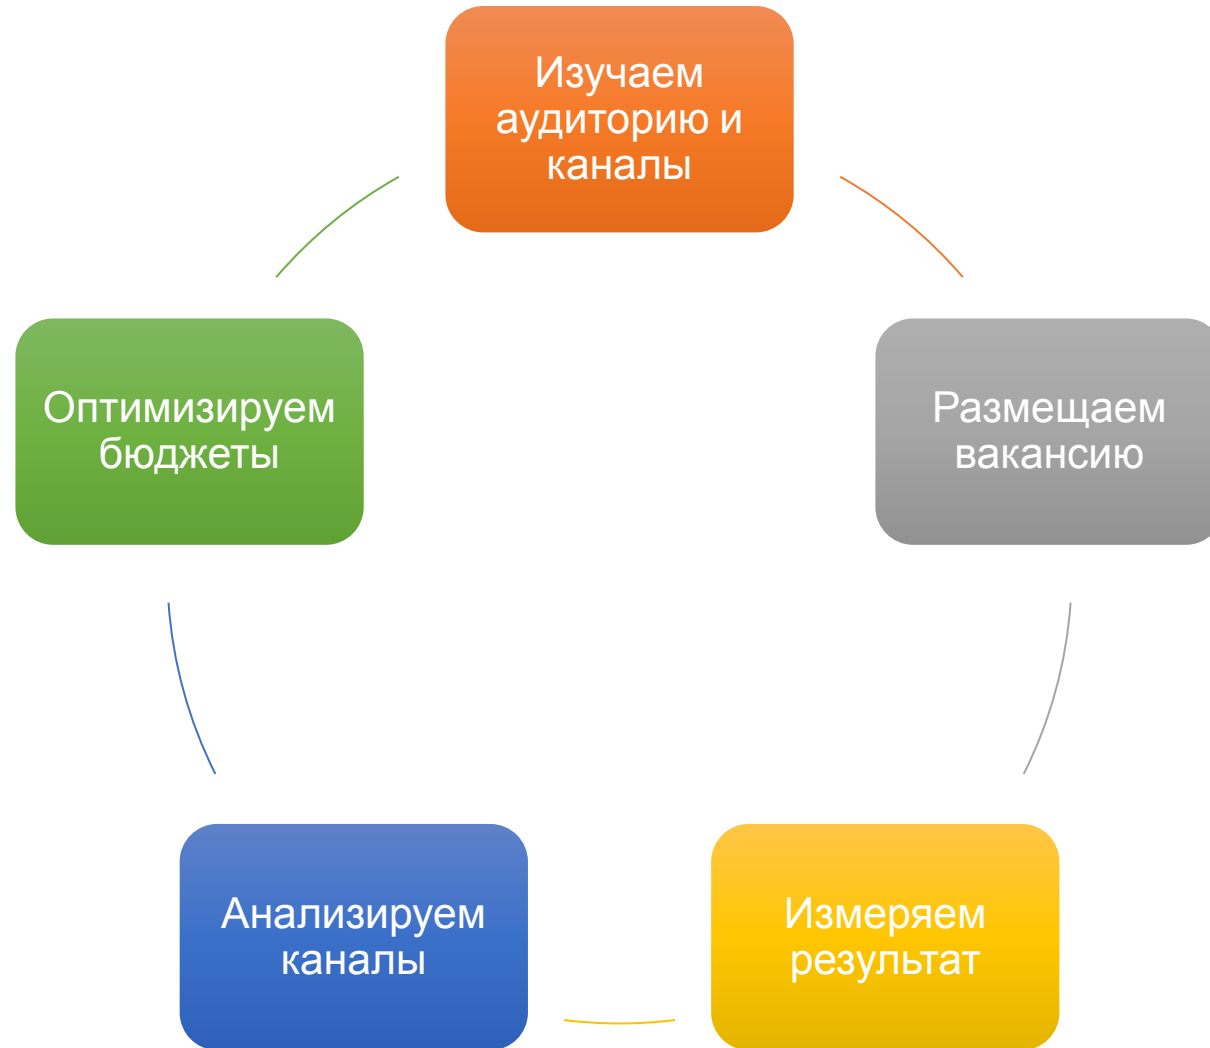 Изучаем
аудиторию и
каналы
Размещаем
вакансию
Измеряем
результат
Анализируем
каналы
Оптимизируем
бюджеты